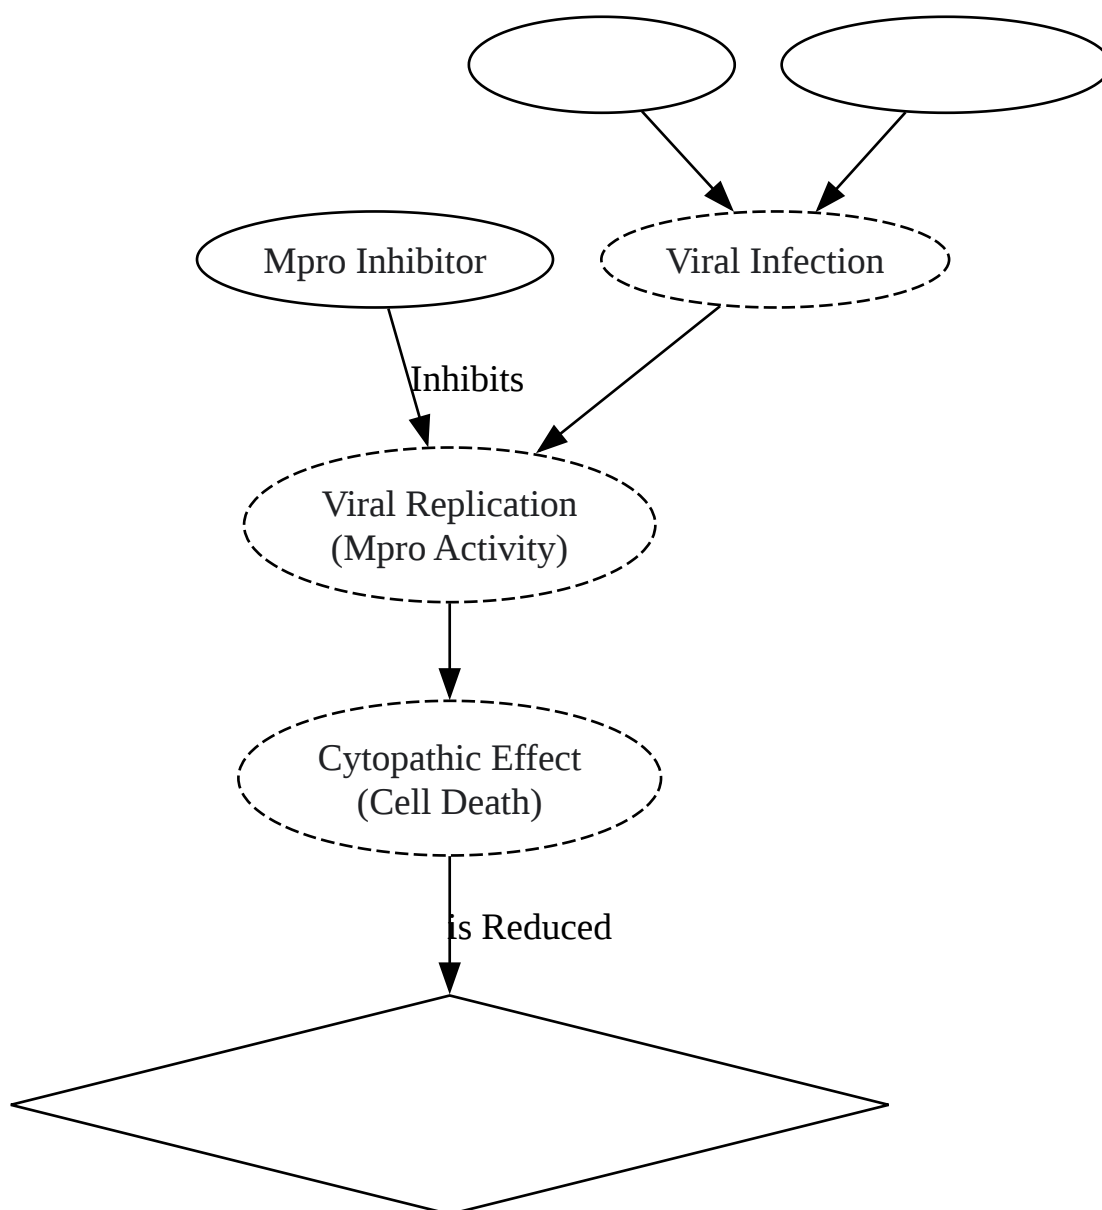 Mpro Inhibitor
Viral Infection
Inhibits
Viral Replication
(Mpro Activity)
Cytopathic Effect
(Cell Death)
is Reduced